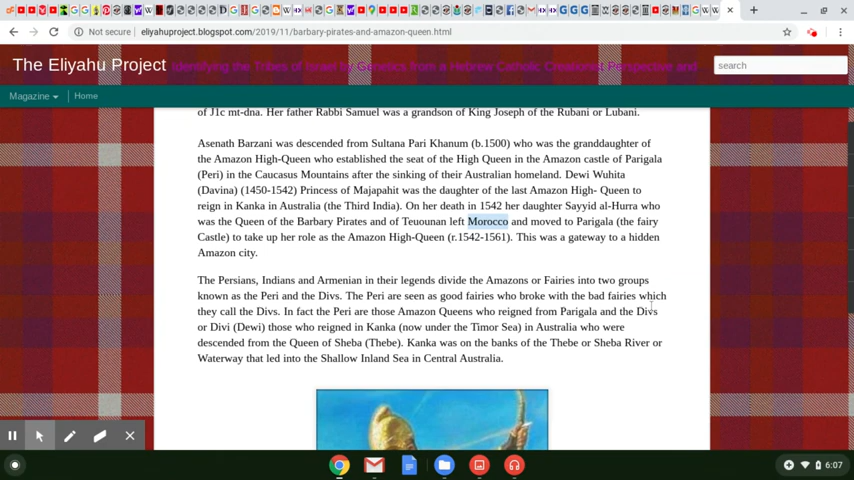 Not secure | eliyahuproject.blogspot.com/2019/11/barbary-pirates-and-amazon-queen.html
The Eliyahu Project Identifying the Tribes of Israel by Genetics from a Hebrew Catholic Creationist Perspective and
search
Magazine Home
of J1c mt-dna. Her father Rabbi Samuel was a grandson of King Joseph of the Rubani or Lubani.
Asenath Barzani was descended from Sultana Pari Khanum (b.1500) who was the granddaughter of
the Amazon High-Queen who established the seat of the High Queen in the Amazon castle of Parigala
(Peri) in the Caucasus Mountains after the sinking of their Australian homeland. Dewi Wuhita
(Davina) (1450-1542) Princess of Majapahit was the daughter of the last Amazon High- Queen to
reign in Kanka in Australia (the Third India). On her death in 1542 her daughter Sayyid al-Hurra who
was the Queen of the Barbary Pirates and of Teuounan left Morocco and moved to Parigala (the fairy
Castle) to take up her role as the Amazon High-Queen (r.1542-1561). This was a gateway to a hidden
Amazon city.
The Persians, Indians and Armenian in their legends divide the Amazons or Fairies into two groups
known as the Peri and the Divs. The Peri are seen as good fairies who broke with the bad fairies which
they call the Divs. In fact the Peri are those Amazon Queens who reigned from Parigala and the Divs
or Divi (Dewi) those who reigned in Kanka (now under the Timor Sea) in Australia who were
descended from the Queen of Sheba (Thebe). Kanka was on the banks of the Thebe or Sheba River or
Waterway that led into the Shallow Inland Sea in Central Australia.
6:07